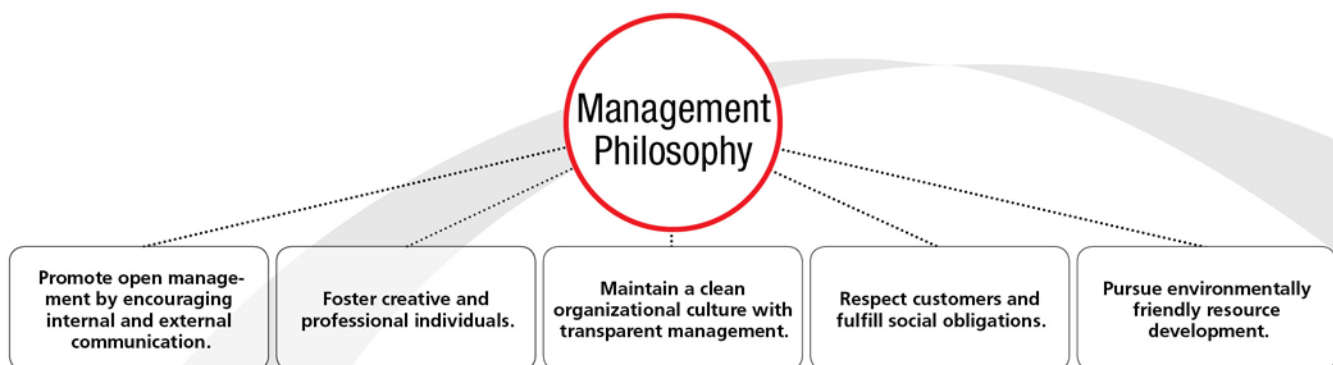 Management
Philosophy
Promote open manage-
ment by encouraging
internal and external
communication.
Foster creative and
professional individuals.
Maintain a clean
organizational culture with
transparent management.
Respect customers and
fulfill social obligations.
Pursue environmentally
friendly resource
development.